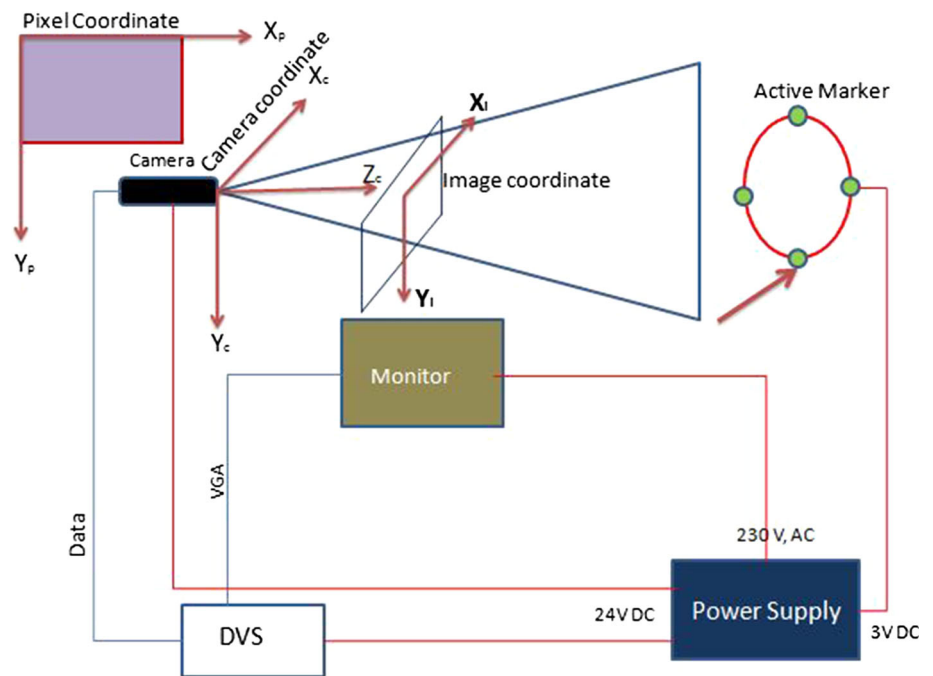 Pixel Coordinate
Xp
Xc
Camera coordinate
XI
Active Marker
Camera
Zc
Image coordinate
Yp
Yc
YI
Monitor
VGA
Data
230 V, AC
24V DC
Power Supply
3V DC
DVS